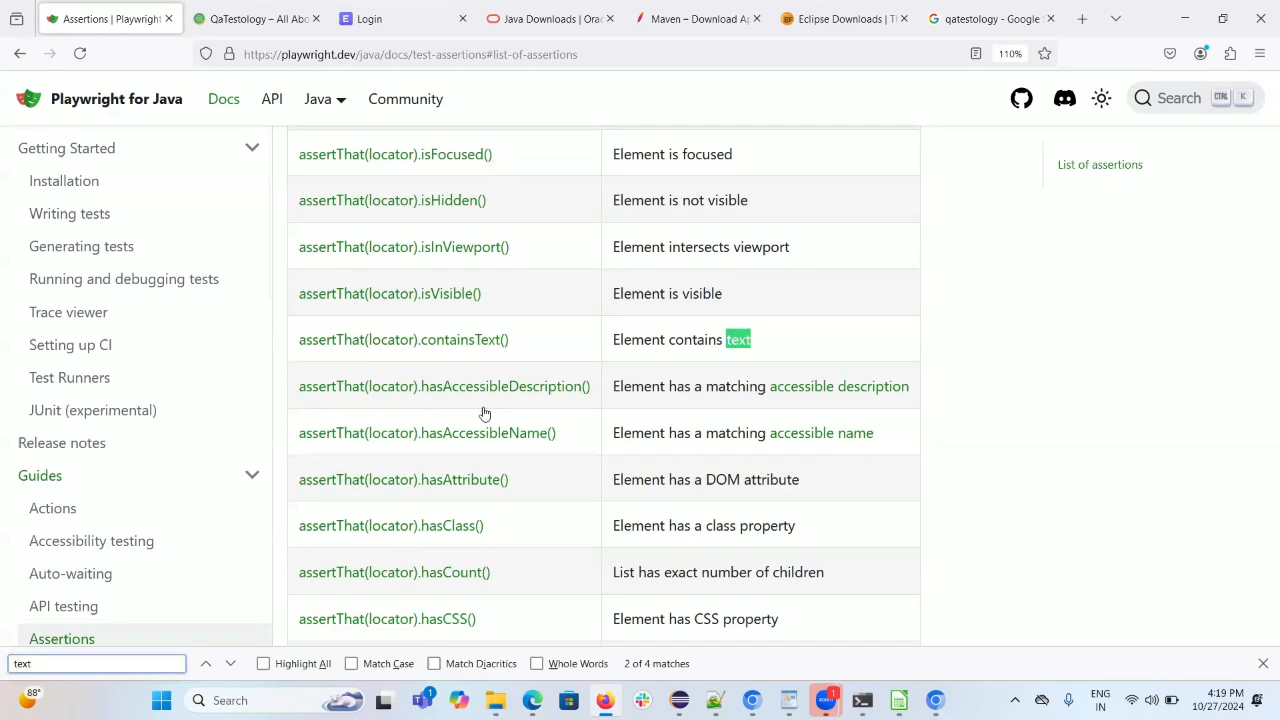 Assertions | Playwright
QaTestology – All Abo
Login
Java Downloads | Orac
Maven – Download Ap
Eclipse Downloads | Th
qatestology - Google S
https://playwright.dev/java/docs/test-assertions#list-of-assertions
110%
Playwright for Java
Docs
API
Java
Community
Search
CTRL
K
Getting Started
Installation
Writing tests
Generating tests
Running and debugging tests
Trace viewer
Setting up CI
Test Runners
JUnit (experimental)
Release notes
Guides
Actions
Accessibility testing
Auto-waiting
API testing
Assertions
assertThat(locator).isFocused() Element is focused
assertThat(locator).isHidden() Element is not visible
assertThat(locator).isInViewport() Element intersects viewport
assertThat(locator).isVisible() Element is visible
assertThat(locator).containsText() Element contains text
assertThat(locator).hasAccessibleDescription() Element has a matching accessible description
assertThat(locator).hasAccessibleName() Element has a matching accessible name
assertThat(locator).hasAttribute() Element has a DOM attribute
assertThat(locator).hasClass() Element has a class property
assertThat(locator).hasCount() List has exact number of children
assertThat(locator).hasCSS() Element has CSS property
List of assertions
text
Highlight All
Match Case
Match Diacritics
Whole Words
2 of 4 matches
88°
Search
1
zoom
1
ENG
IN
4:19 PM
10/27/2024